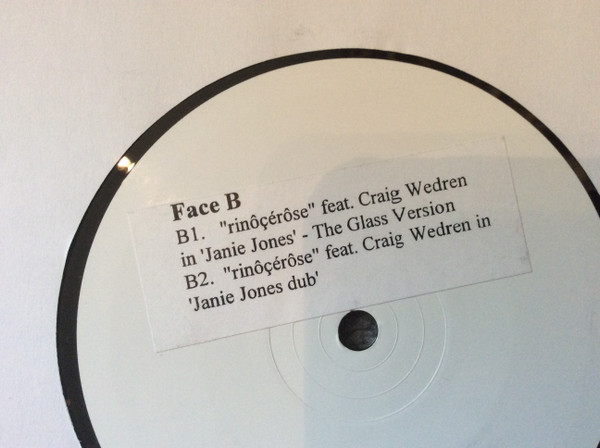 Face B
B1. "rinôçérôse" feat. Craig Wedren
in 'Janie Jones' - The Glass Version
B2. "rinôçérôse" feat. Craig Wedren in
'Janie Jones dub'